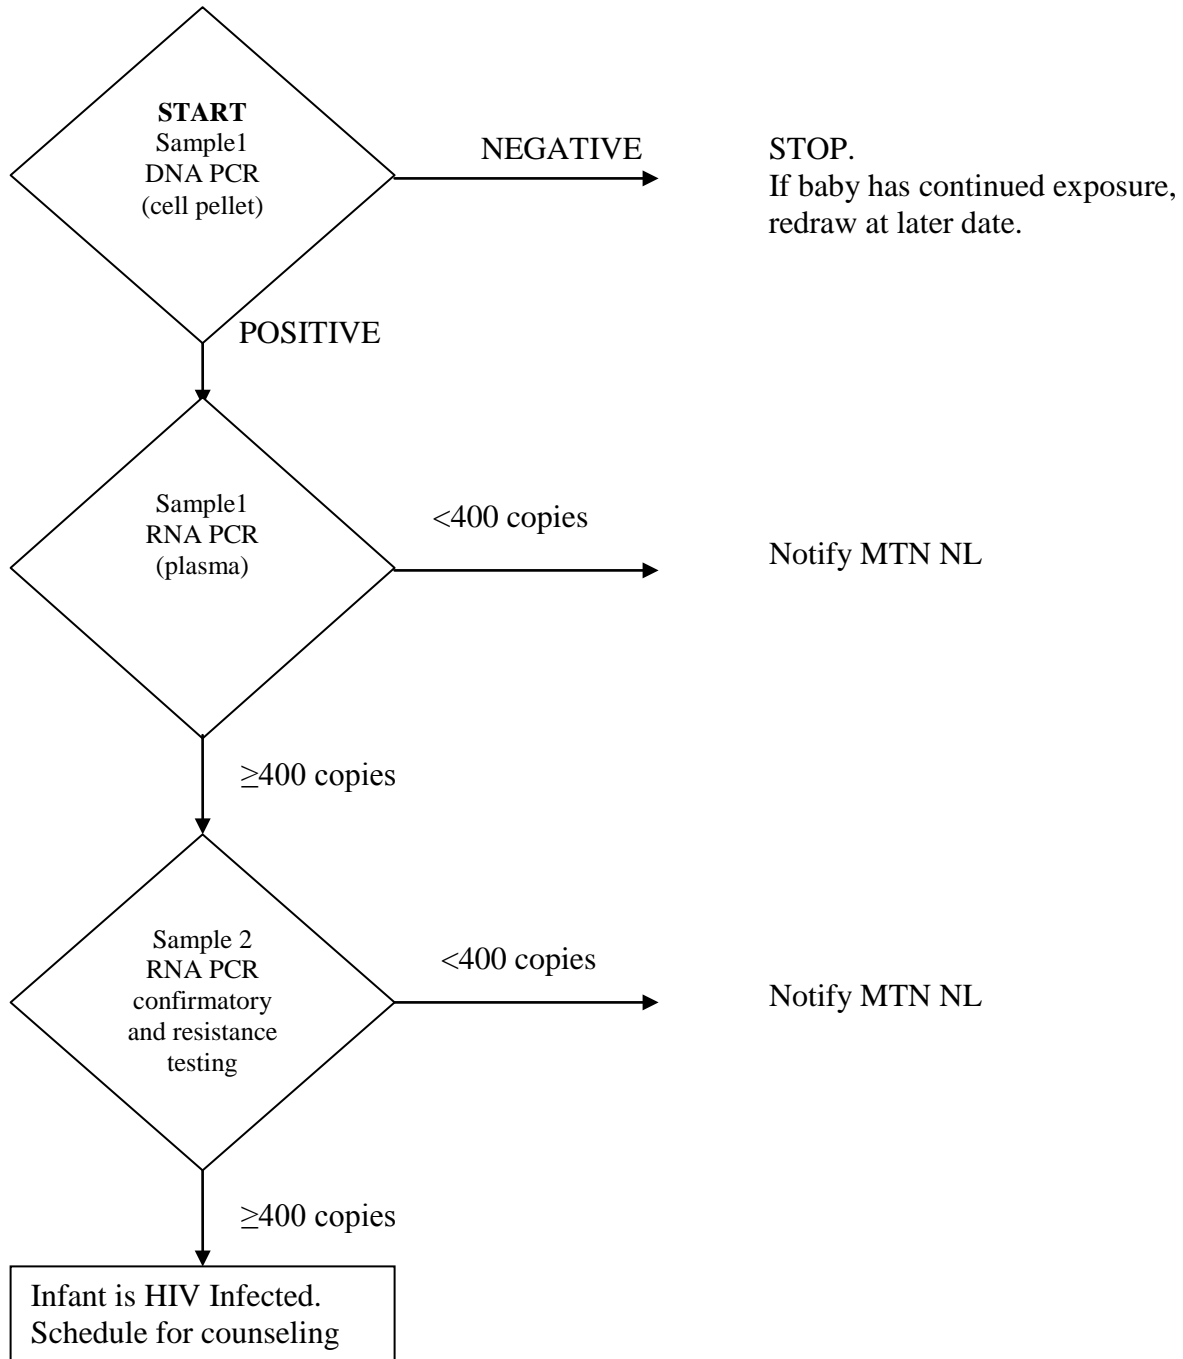 START
Sample1
DNA PCR
(cell pellet)
NEGATIVE
STOP.
If baby has continued exposure,
redraw at later date.
POSITIVE
Sample1
RNA PCR
(plasma)
<400 copies
Notify MTN NL
≥400 copies
Sample 2
RNA PCR
confirmatory
and resistance
testing
<400 copies
Notify MTN NL
≥400 copies
Infant is HIV Infected.
Schedule for counseling